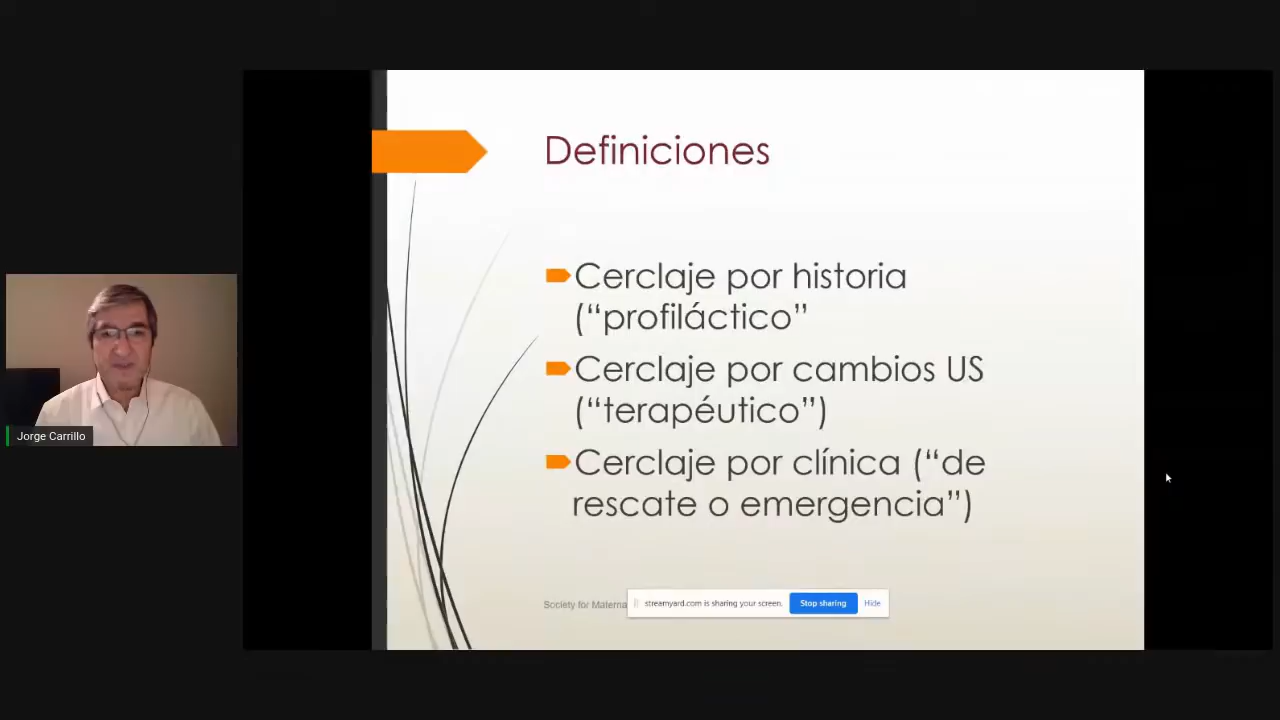 Definiciones
Cerclaje por historia
(“profiláctico”
Cerclaje por cambios US
(“terapéutico”)
Cerclaje por clínica (“de
rescate o emergencia”)
Jorge Carrillo
Society for
streamyard.com is sharing your screen. Stop sharing Hide